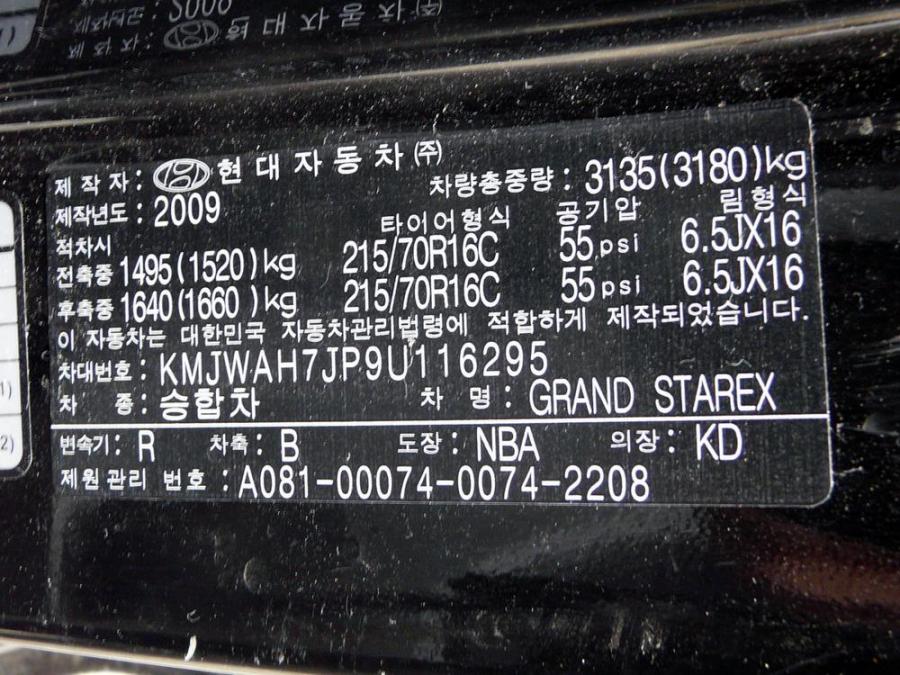 제작자: HYUNDAI 현대자동차(주)
차량총중량: 3135(3180)kg
제작년도: 2009
타이어형식 공기압 림형식
적차시
전축중 1495(1520)kg 215/70R16C 55psi 6.5JX16
후축중 1640(1660)kg 215/70R16C 55psi 6.5JX16
이 자동차는 대한민국 자동차관리법령에 적합하게 제작되었습니다.
차대번호: KMJWAH7JP9U116295
차 종: 승합차 차 명: GRAND STAREX
변속기: R 차축: B 도장: NBA 의장: KD
제원관리 번호: A081-00074-0074-2208
1)
2)